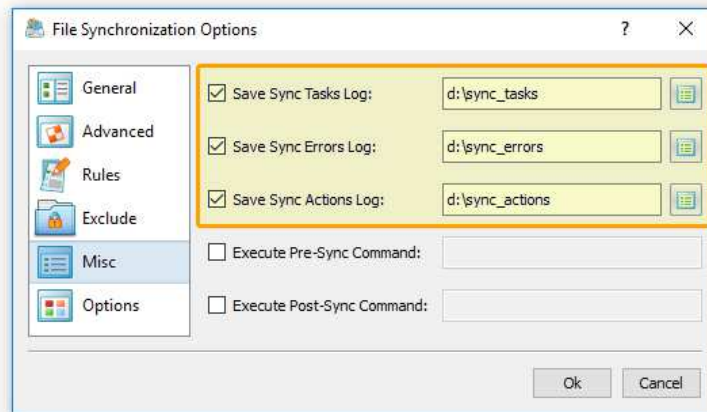 File Synchronization Options
General
Advanced
Rules
Exclude
Misc
Options
Save Sync Tasks Log: d:\sync_tasks
Save Sync Errors Log: d:\sync_errors
Save Sync Actions Log: d:\sync_actions
Execute Pre-Sync Command:
Execute Post-Sync Command:
Ok Cancel